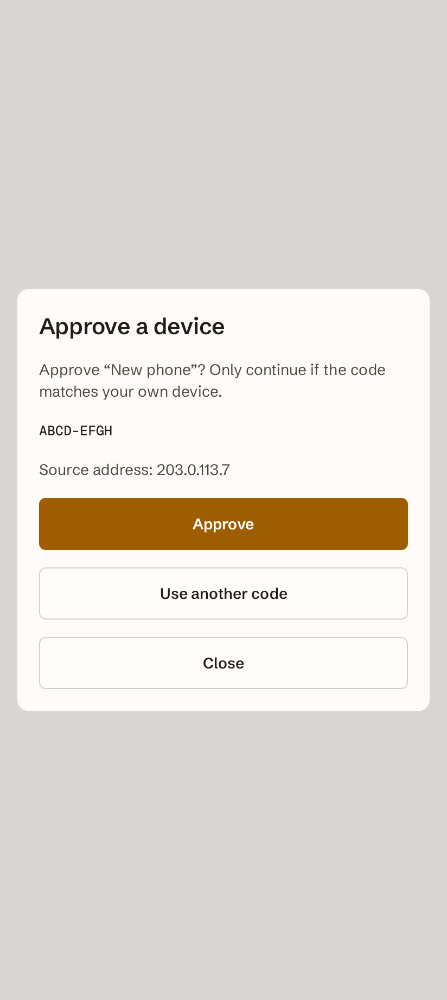 Approve a device
Approve “New phone”? Only continue if the code
matches your own device.
ABCD-EFGH
Source address: 203.0.113.7
Approve
Use another code
Close